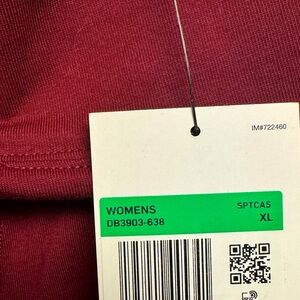 IM#722460
WOMENS SPTCAS
DB3903-638 XL